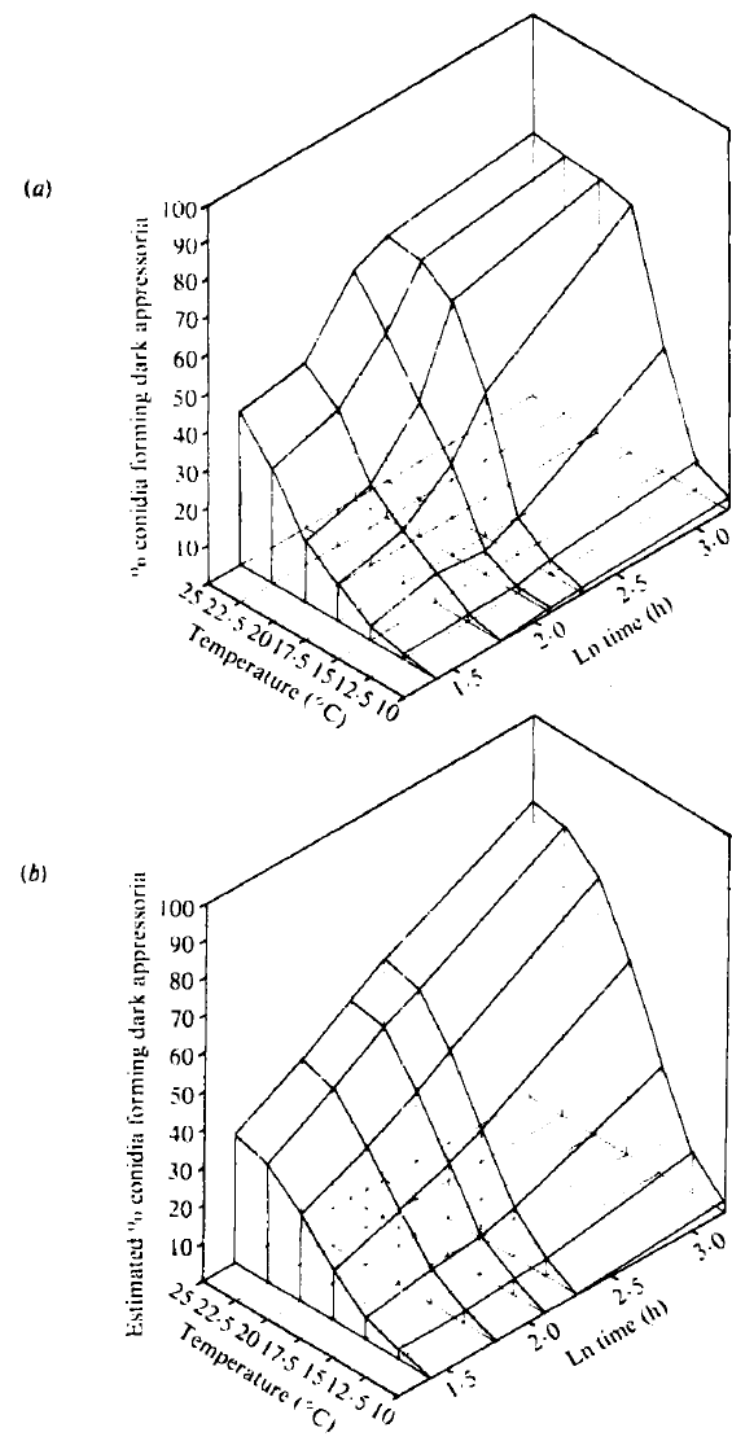 (a)
% conidia forming dark appressoria
100
90
80
70
60
50
40
30
20
10
25 22·5 20 17·5 15 12·5 10
Temperature (°C)
1·5
2·0
2·5
3·0
Ln time (h)
(b)
Estimated % conidia forming dark appressoria
100
90
80
70
60
50
40
30
20
10
25 22·5 20 17·5 15 12·5 10
Temperature (°C)
1·5
2·0
2·5
3·0
Ln time (h)